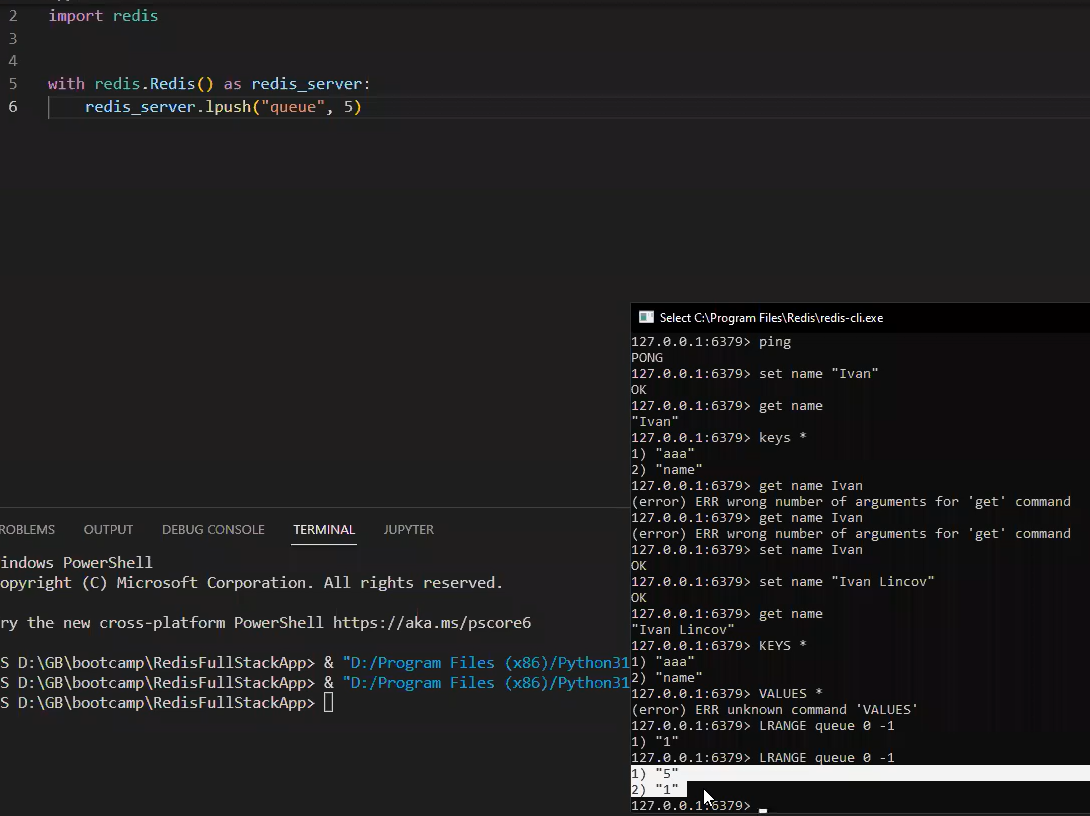 2 import redis
3
4
5 with redis.Redis() as redis_server:
6 redis_server.lpush("queue", 5)
ROBLEMS OUTPUT DEBUG CONSOLE TERMINAL JUPYTER
indows PowerShell
opyright (C) Microsoft Corporation. All rights reserved.
ry the new cross-platform PowerShell https://aka.ms/pscore6
S D:\GB\bootcamp\RedisFullStackApp> & "D:/Program Files (x86)/Python31
S D:\GB\bootcamp\RedisFullStackApp> & "D:/Program Files (x86)/Python31
S D:\GB\bootcamp\RedisFullStackApp>
Select C:\Program Files\Redis\redis-cli.exe
127.0.0.1:6379> ping
PONG
127.0.0.1:6379> set name "Ivan"
OK
127.0.0.1:6379> get name
"Ivan"
127.0.0.1:6379> keys *
1) "aaa"
2) "name"
127.0.0.1:6379> get name Ivan
(error) ERR wrong number of arguments for 'get' command
127.0.0.1:6379> get name Ivan
(error) ERR wrong number of arguments for 'get' command
127.0.0.1:6379> set name Ivan
OK
127.0.0.1:6379> set name "Ivan Lincov"
OK
127.0.0.1:6379> get name
"Ivan Lincov"
127.0.0.1:6379> KEYS *
1) "aaa"
2) "name"
127.0.0.1:6379> VALUES *
(error) ERR unknown command 'VALUES'
127.0.0.1:6379> LRANGE queue 0 -1
1) "1"
127.0.0.1:6379> LRANGE queue 0 -1
1) "5"
2) "1"
127.0.0.1:6379>